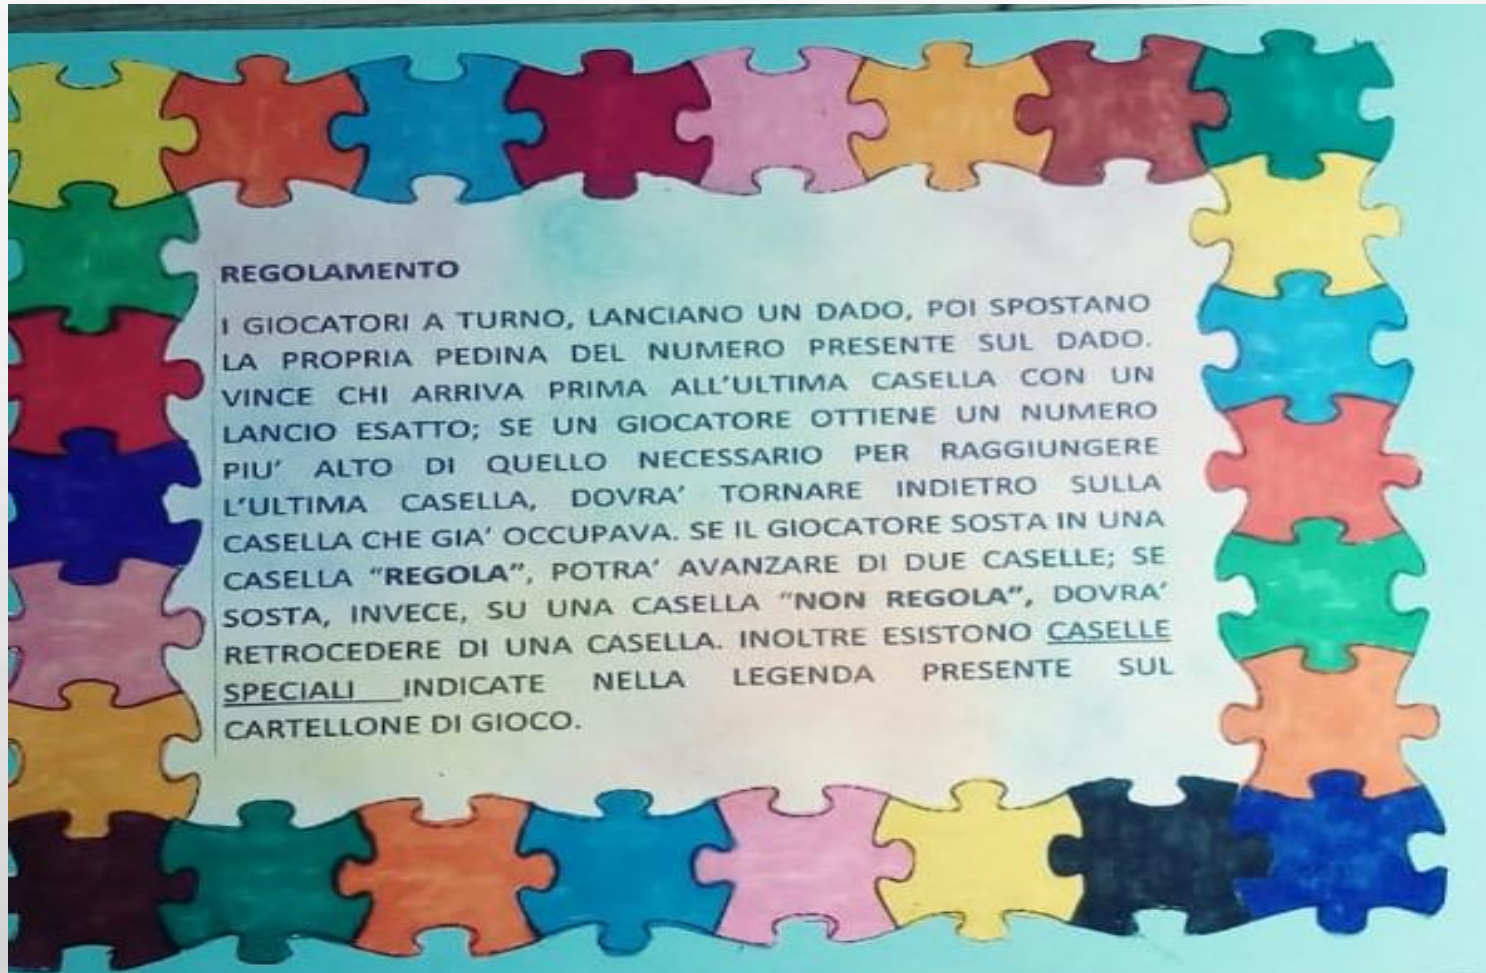 REGOLAMENTO
I GIOCATORI A TURNO, LANCIANO UN DADO, POI SPOSTANO
LA PROPRIA PEDINA DEL NUMERO PRESENTE SUL DADO.
VINCE CHI ARRIVA PRIMA ALL'ULTIMA CASELLA CON UN
LANCIO ESATTO; SE UN GIOCATORE OTTIENE UN NUMERO
PIU' ALTO DI QUELLO NECESSARIO PER RAGGIUNGERE
L'ULTIMA CASELLA, DOVRA' TORNARE INDIETRO SULLA
CASELLA CHE GIA' OCCUPAVA. SE IL GIOCATORE SOSTA IN UNA
CASELLA "REGOLA", POTRA' AVANZARE DI DUE CASELLE; SE
SOSTA, INVECE, SU UNA CASELLA "NON REGOLA", DOVRA'
RETROCEDERE DI UNA CASELLA. INOLTRE ESISTONO CASELLE
SPECIALI INDICATE NELLA LEGENDA PRESENTE SUL
CARTELLONE DI GIOCO.